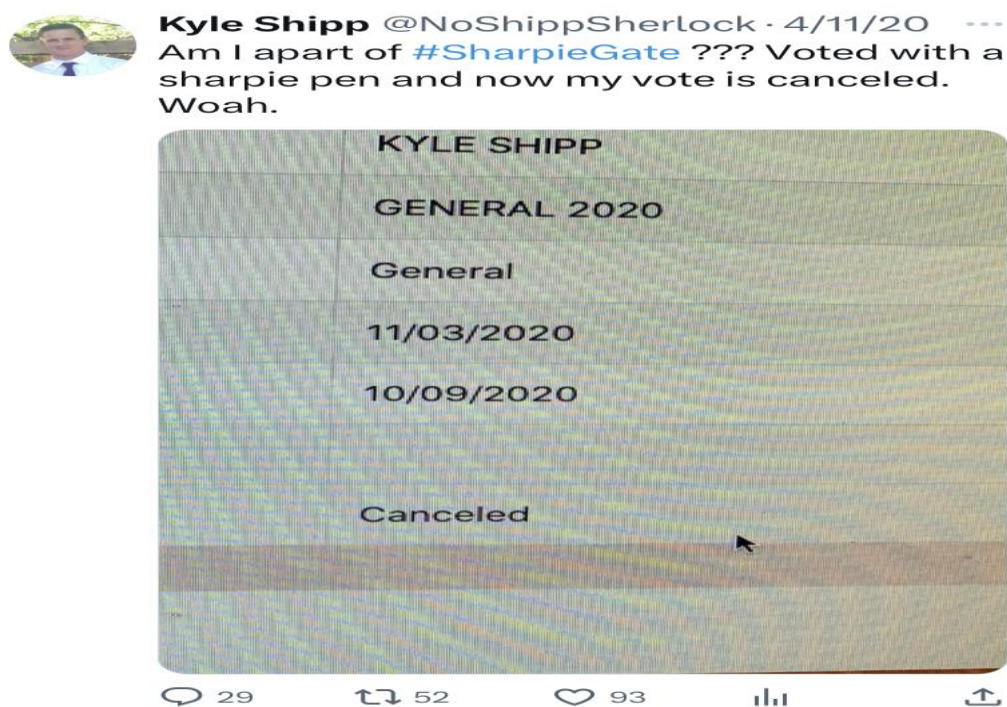 Kyle Shipp @NoShippSherlock · 4/11/20 ...
Am I apart of #SharpieGate ??? Voted with a
sharpie pen and now my vote is canceled.
Woah.
KYLE SHIPP
GENERAL 2020
General
11/03/2020
10/09/2020
Canceled
29 52 93